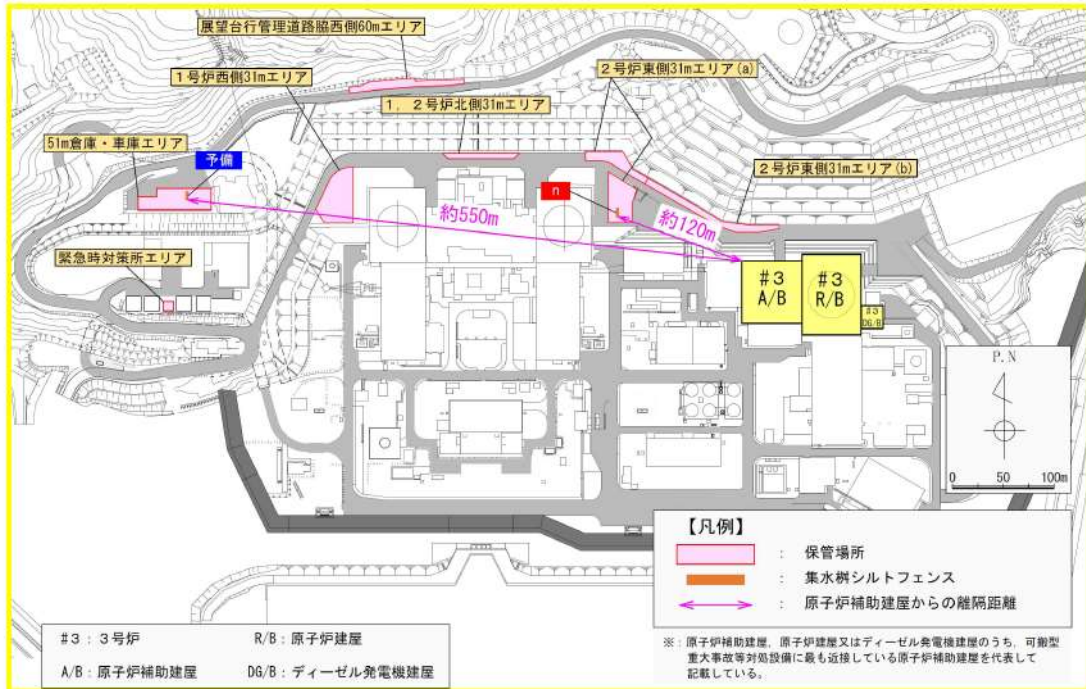 展望台行管理道路脇西側60mエリア
1号炉西側31mエリア
2号炉東側31mエリア(a)
1,2号炉北側31mエリア
51m倉庫・車庫エリア
予備
2号炉東側31mエリア(b)
n
約550m
約120m
緊急時対策所エリア
#3
A/B
#3
R/B
#3
DG/B
P.N
0 50 100m
【凡例】
: 保管場所
: 集水桝シルトフェンス
: 原子炉補助建屋からの離隔距離
#3:3号炉 R/B:原子炉建屋
A/B:原子炉補助建屋 DG/B:ディーゼル発電機建屋
※:原子炉補助建屋,原子炉建屋又はディーゼル発電機建屋のうち,可搬型
重大事故等対処設備に最も近接している原子炉補助建屋を代表して
記載している。